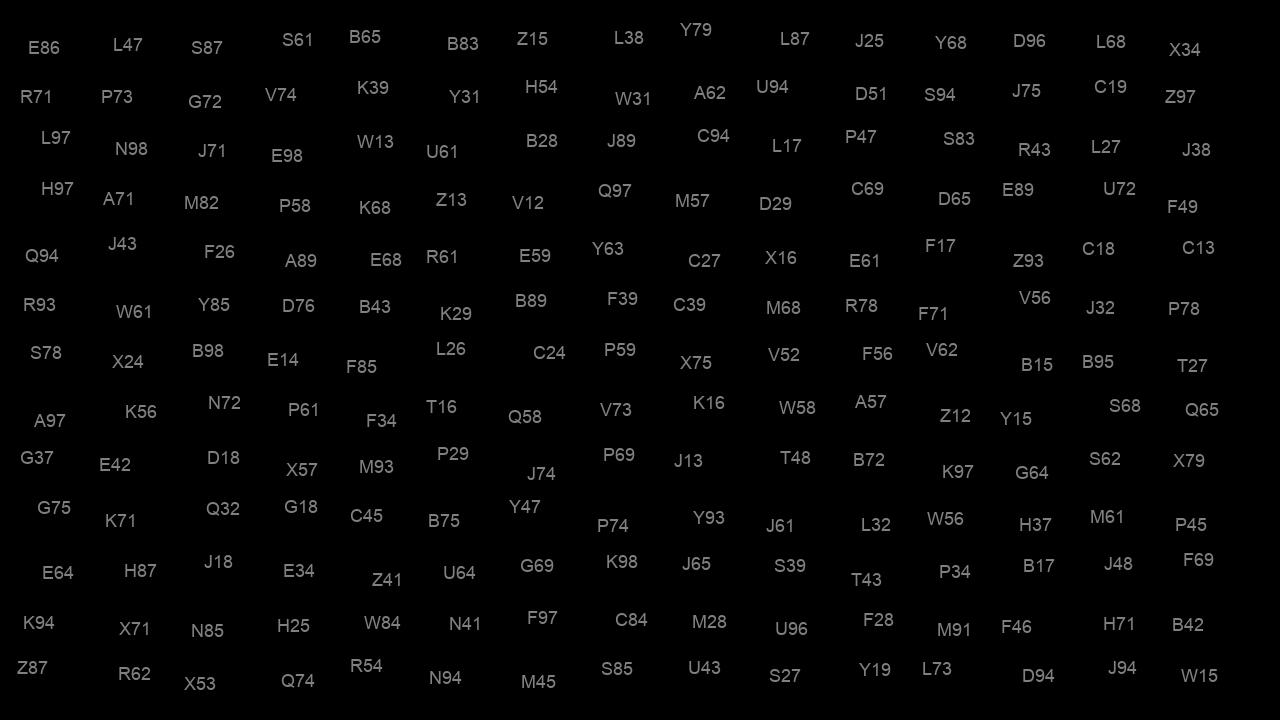 E86 L47 S87 S61 B65 B83 Z15 L38 Y79 L87 J25 Y68 D96 L68 X34
R71 P73 G72 V74 K39 Y31 H54 W31 A62 U94 D51 S94 J75 C19 Z97
L97 N98 J71 E98 W13 U61 B28 J89 C94 L17 P47 S83 R43 L27 J38
H97 A71 M82 P58 K68 Z13 V12 Q97 M57 D29 C69 D65 E89 U72 F49
Q94 J43 F26 A89 E68 R61 E59 Y63 C27 X16 E61 F17 Z93 C18 C13
R93 W61 Y85 D76 B43 K29 B89 F39 C39 M68 R78 F71 V56 J32 P78
S78 X24 B98 E14 F85 L26 C24 P59 X75 V52 F56 V62 B15 B95 T27
A97 K56 N72 P61 F34 T16 Q58 V73 K16 W58 A57 Z12 Y15 S68 Q65
G37 E42 D18 X57 M93 P29 J74 P69 J13 T48 B72 K97 G64 S62 X79
G75 K71 Q32 G18 C45 B75 Y47 P74 Y93 J61 L32 W56 H37 M61 P45
E64 H87 J18 E34 Z41 U64 G69 K98 J65 S39 T43 P34 B17 J48 F69
K94 X71 N85 H25 W84 N41 F97 C84 M28 U96 F28 M91 F46 H71 B42
Z87 R62 X53 Q74 R54 N94 M45 S85 U43 S27 Y19 L73 D94 J94 W15